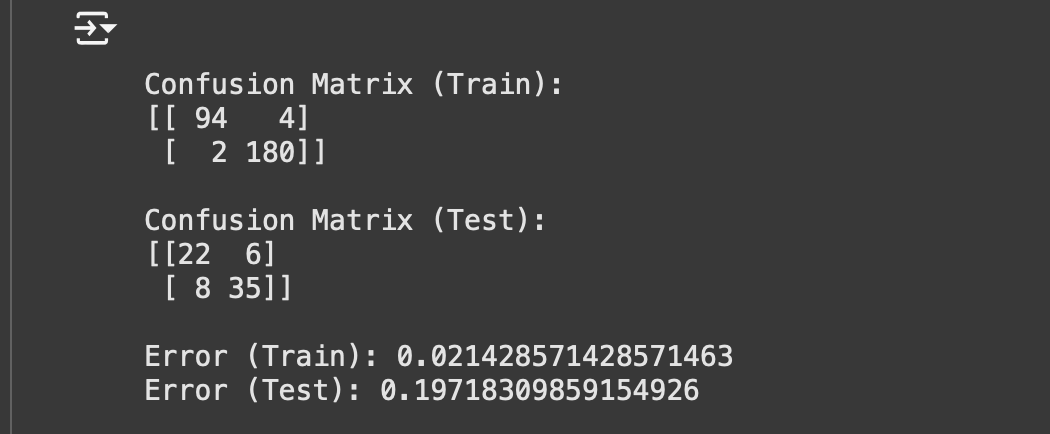 Confusion Matrix (Train):
[[ 94   4]
 [  2 180]]
Confusion Matrix (Test):
[[22  6]
 [ 8 35]]
Error (Train): 0.021428571428571463
Error (Test): 0.19718309859154926